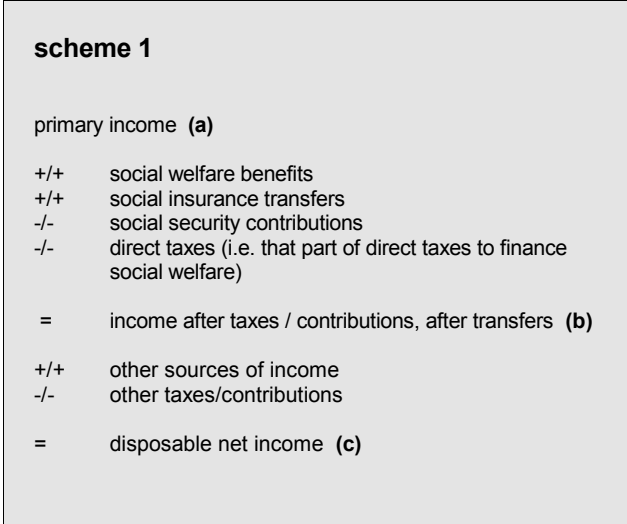 scheme 1
primary income (a)
+/+ social welfare benefits
+/+ social insurance transfers
-/- social security contributions
-/- direct taxes (i.e. that part of direct taxes to finance
social welfare)
= income after taxes / contributions, after transfers (b)
+/+ other sources of income
-/- other taxes/contributions
= disposable net income (c)